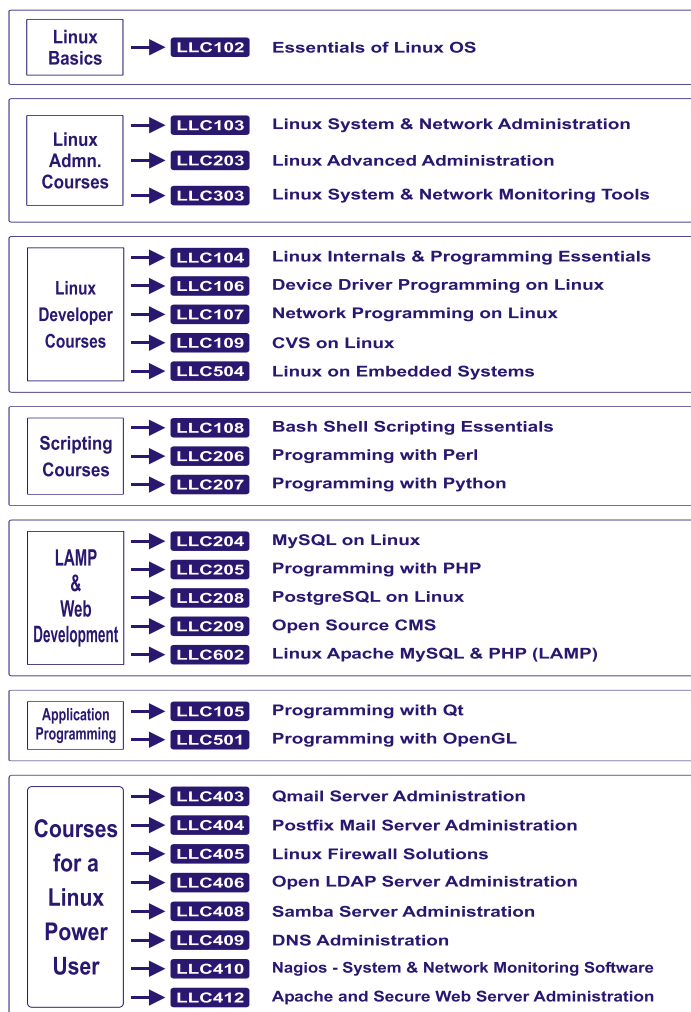 Linux
Basics
LLC102 Essentials of Linux OS
Linux
Admn.
Courses
LLC103 Linux System & Network Administration
LLC203 Linux Advanced Administration
LLC303 Linux System & Network Monitoring Tools
Linux
Developer
Courses
LLC104 Linux Internals & Programming Essentials
LLC106 Device Driver Programming on Linux
LLC107 Network Programming on Linux
LLC109 CVS on Linux
LLC504 Linux on Embedded Systems
Scripting
Courses
LLC108 Bash Shell Scripting Essentials
LLC206 Programming with Perl
LLC207 Programming with Python
LAMP
&
Web
Development
LLC204 MySQL on Linux
LLC205 Programming with PHP
LLC208 PostgreSQL on Linux
LLC209 Open Source CMS
LLC602 Linux Apache MySQL & PHP (LAMP)
Application
Programming
LLC105 Programming with Qt
LLC501 Programming with OpenGL
Courses
for a
Linux
Power
User
LLC403 Qmail Server Administration
LLC404 Postfix Mail Server Administration
LLC405 Linux Firewall Solutions
LLC406 Open LDAP Server Administration
LLC408 Samba Server Administration
LLC409 DNS Administration
LLC410 Nagios - System & Network Monitoring Software
LLC412 Apache and Secure Web Server Administration